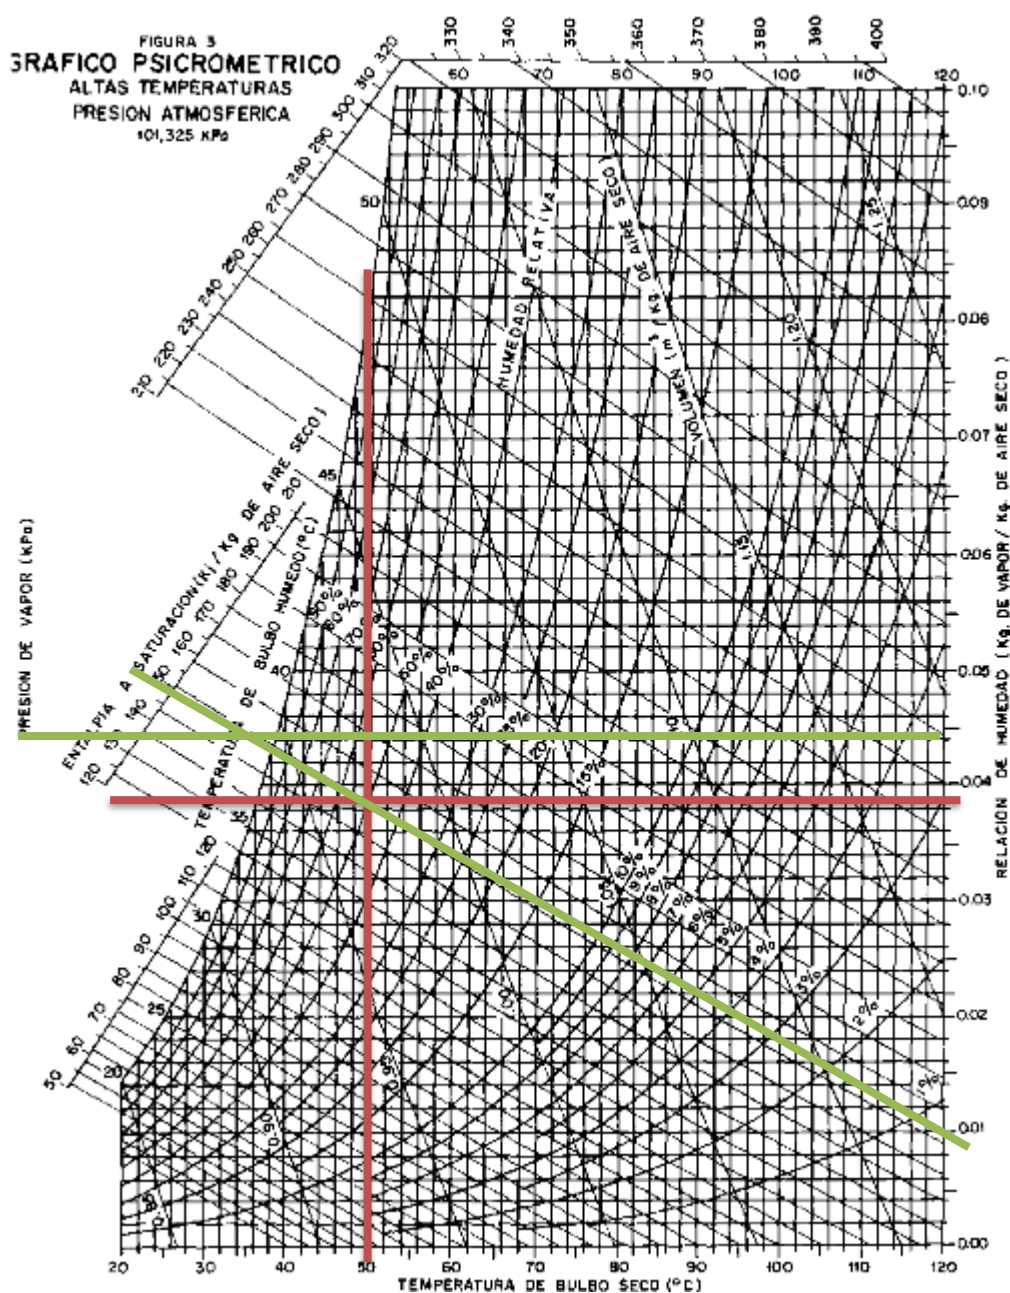 FIGURA 3
GRAFICO PSICROMETRICO
ALTAS TEMPERATURAS
PRESION ATMOSFERICA
101,325 KPa
330 340 350 360 370 380 390 400
60 70 80 90 100 110 120
210 220 230 240 250 260 270 280 290 300 310 320
ENTALPIA A SATURACION (Kj / Kg DE AIRE SECO)
120 130 140 150 160 170 180 190 200 210
50 60 70 80 90 100 110 120
TEMPERATURA DE BULBO HUMEDO (°C)
20 25 30 35 40 45 50
HUMEDAD RELATIVA
VOLUMEN (m³ / Kg. DE AIRE SECO)
1.25
1.20
1.15
90% 80% 70% 60% 50% 40%
30%
25%
20%
15%
10%
9%
8%
7%
6%
5%
4%
3%
2%
1%
0.90
0.85
PRESION DE VAPOR (KPa)
RELACION DE HUMEDAD (Kg. DE VAPOR / Kg. DE AIRE SECO)
0.10
0.09
0.08
0.07
0.06
0.05
0.04
0.03
0.02
0.01
0.00
20 30 40 50 60 70 80 90 100 110 120
TEMPERATURA DE BULBO SECO (°C)